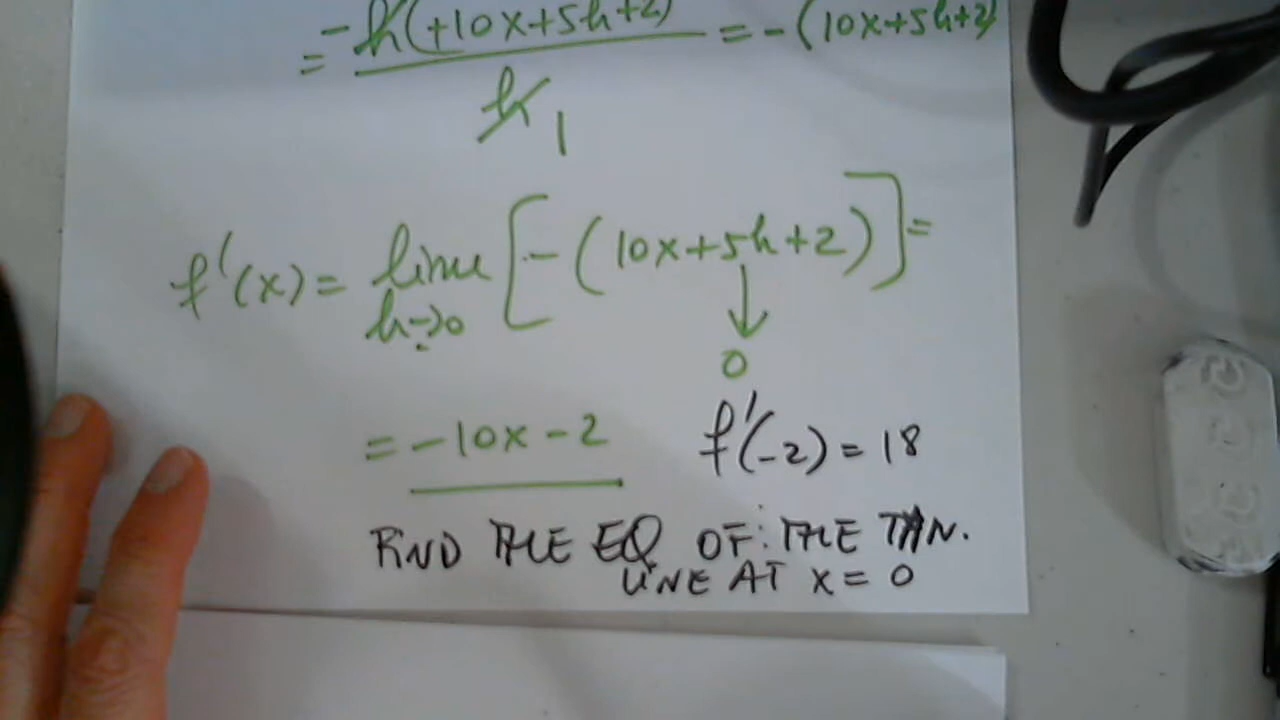 = -h(+10x+5h+2) / h 1 = -(10x+5h+2)
f'(x) = lim h→0 [-(10x+5h+2)] =
0
= -10x-2 f'(-2) = 18
FIND THE EQ OF: THE TAN.
LINE AT x = 0